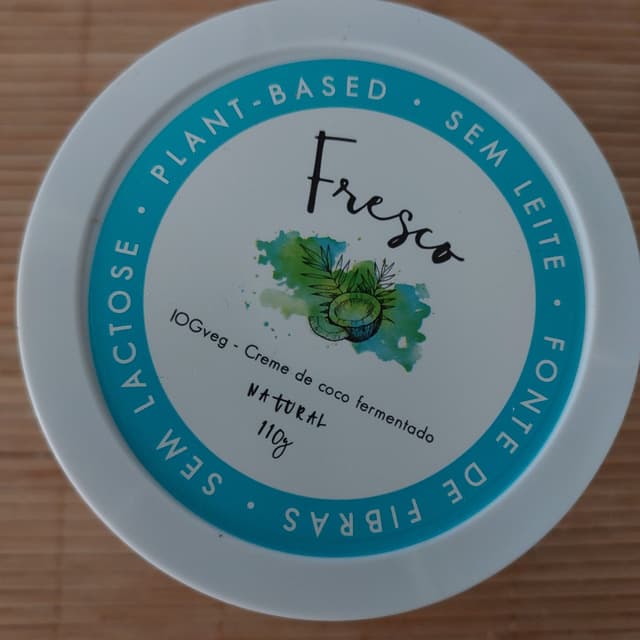 PLANT-BASED • SEM LEITE • FONTE DE FIBRAS • SEM LACTOSE •
Fresco
IOGveg - Creme de coco fermentado
NATURAL
110g